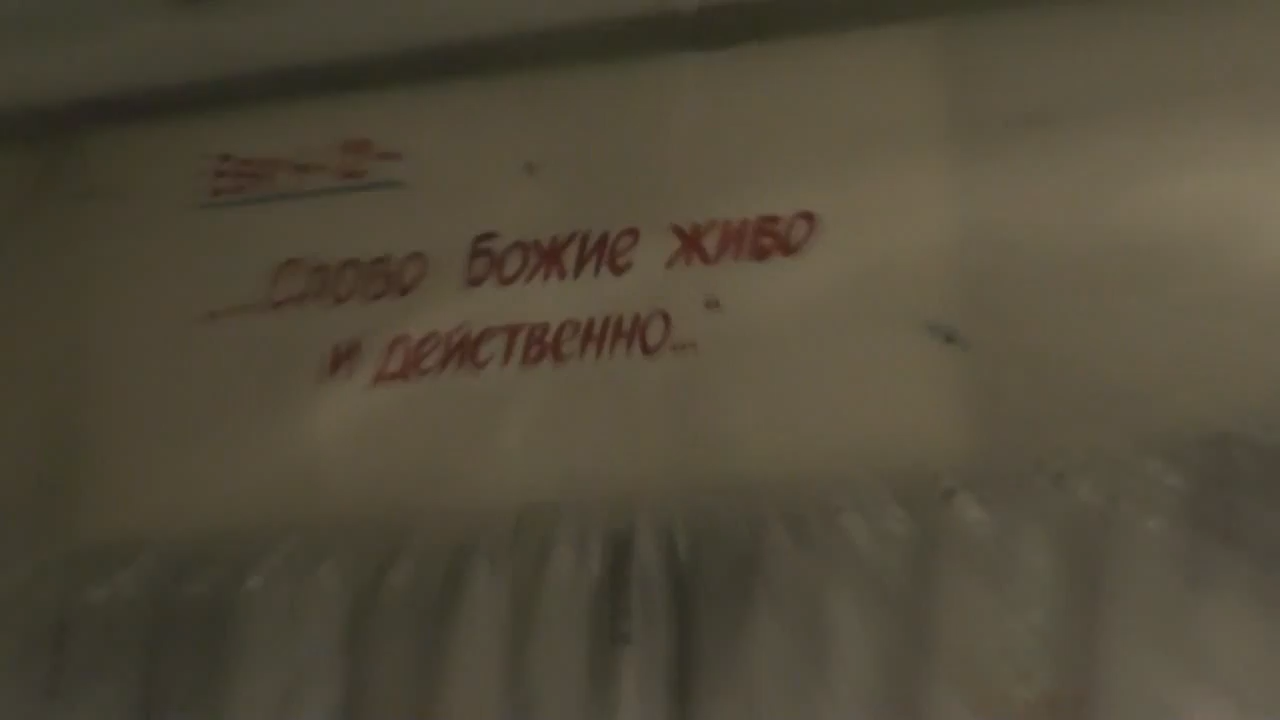 „Слово Божие живо
и действенно..."